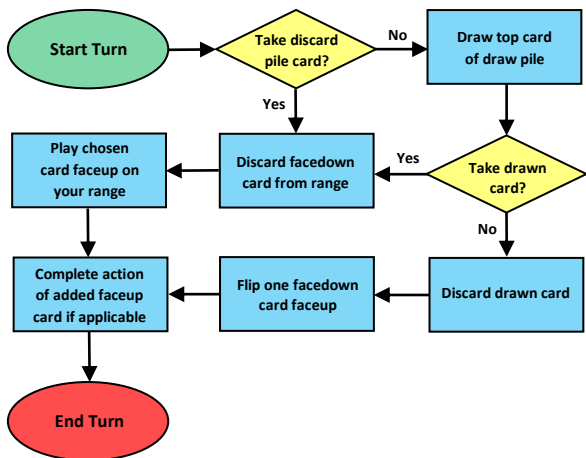 Start Turn
Take discard
pile card?
No
Draw top card
of draw pile
Yes
Play chosen
card faceup on
your range
Discard facedown
card from range
Yes
Take drawn
card?
No
Complete action
of added faceup
card if applicable
Flip one facedown
card faceup
Discard drawn card
End Turn